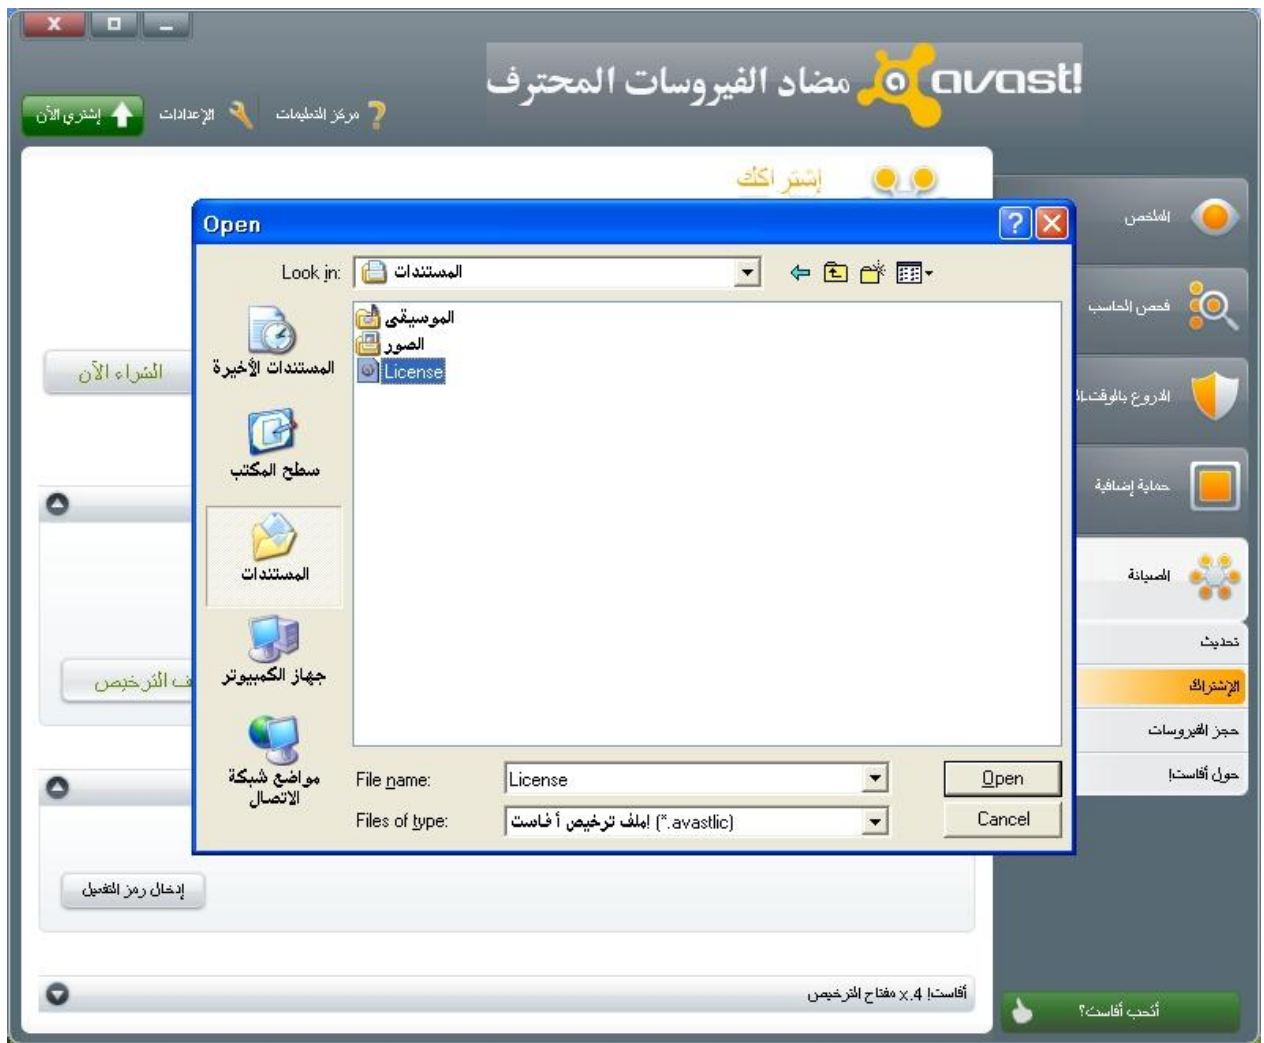 avast! مضاد الفيروسات المحترف
مركز التعليمات
الإعدادات
إشتري الآن
إشتراكك
Open
Look in:
المستندات
الموسيقى
الصور
License
المستندات الأخيرة
سطح المكتب
المستندات
جهاز الكمبيوتر
مواضع شبكة
الاتصال
File name:
License
Open
Files of type:
ملف ترخيص أفاست! (*.avastlic)
Cancel
الملخص
فحص الحاسب
الدروع بالوقت
حماية إضافية
الصيانة
تحديث
الإشتراك
حجز الفيروسات
حول أفاست!
الشراء الآن
الترخيص
إدخال رمز التفعيل
أفاست! 4.x مفتاح الترخيص
أتحب أفاست؟